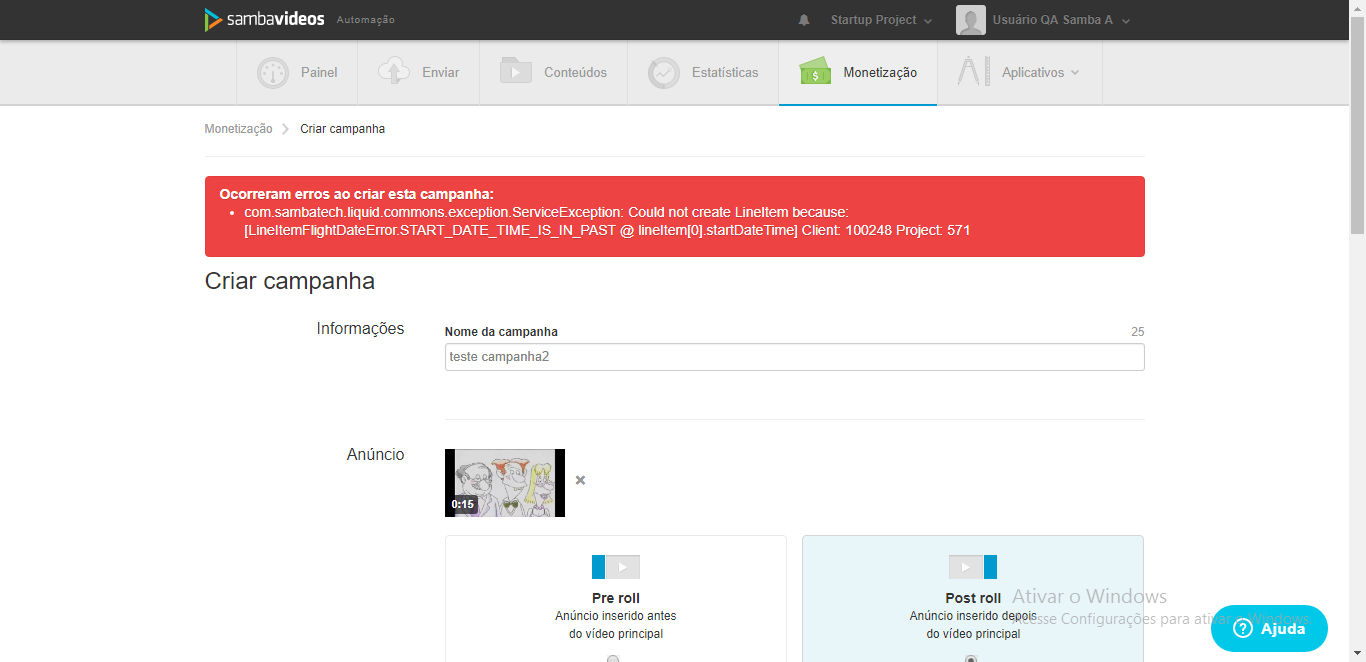 sambavideos Automação Startup Project Usuário QA Samba A
Painel Enviar Conteúdos Estatísticas Monetização Aplicativos
Monetização Criar campanha
Ocorreram erros ao criar esta campanha:
com.sambatech.liquid.commons.exception.ServiceException: Could not create LineItem because:
[LineItemFlightDateError.START_DATE_TIME_IS_IN_PAST @ lineItem[0].startDateTime] Client: 100248 Project: 571
Criar campanha
Informações
Nome da campanha 25
teste campanha2
Anúncio
0:15
Pre roll
Anúncio inserido antes
do vídeo principal
Post roll
Anúncio inserido depois
do vídeo principal
Ativar o Windows
Acesse Configurações para ativar o Windows.
Ajuda